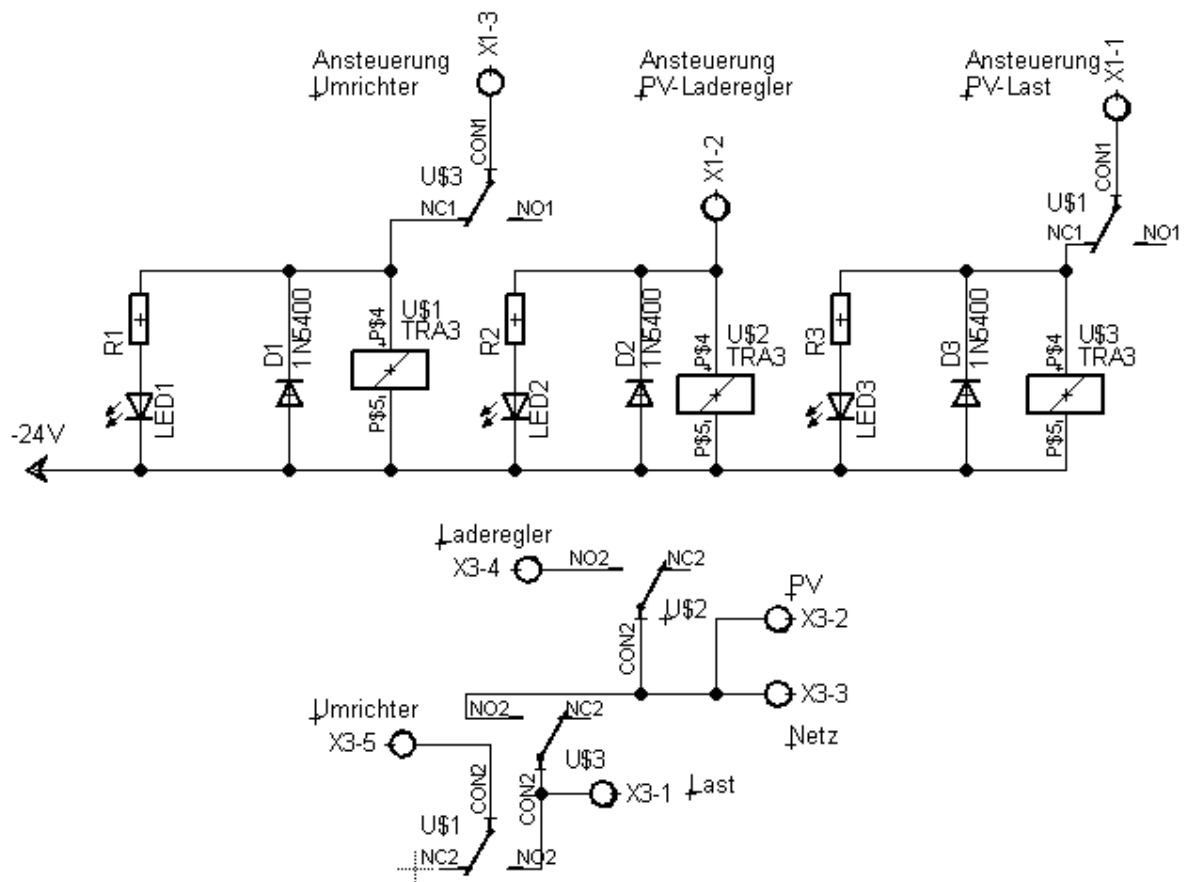 Ansteuerung
Umrichter
X1-3
CON1
U$3
NC1
NO1
Ansteuerung
PV-Laderegler
X1-2
Ansteuerung
PV-Last
X1-1
CON1
U$1
NC1
NO1
R1
LED1
D1
1N5400
P$4
U$1
TRA3
P$5
R2
LED2
D2
1N5400
P$4
U$2
TRA3
P$5
R3
LED3
D3
1N5400
P$4
U$3
TRA3
P$5
-24V
Laderegler
X3-4
NO2
NC2
U$2
CON2
PV
X3-2
X3-3
Netz
Umrichter
X3-5
NO2
NC2
U$3
CON2
X3-1
Last
CON2
U$1
NC2
NO2